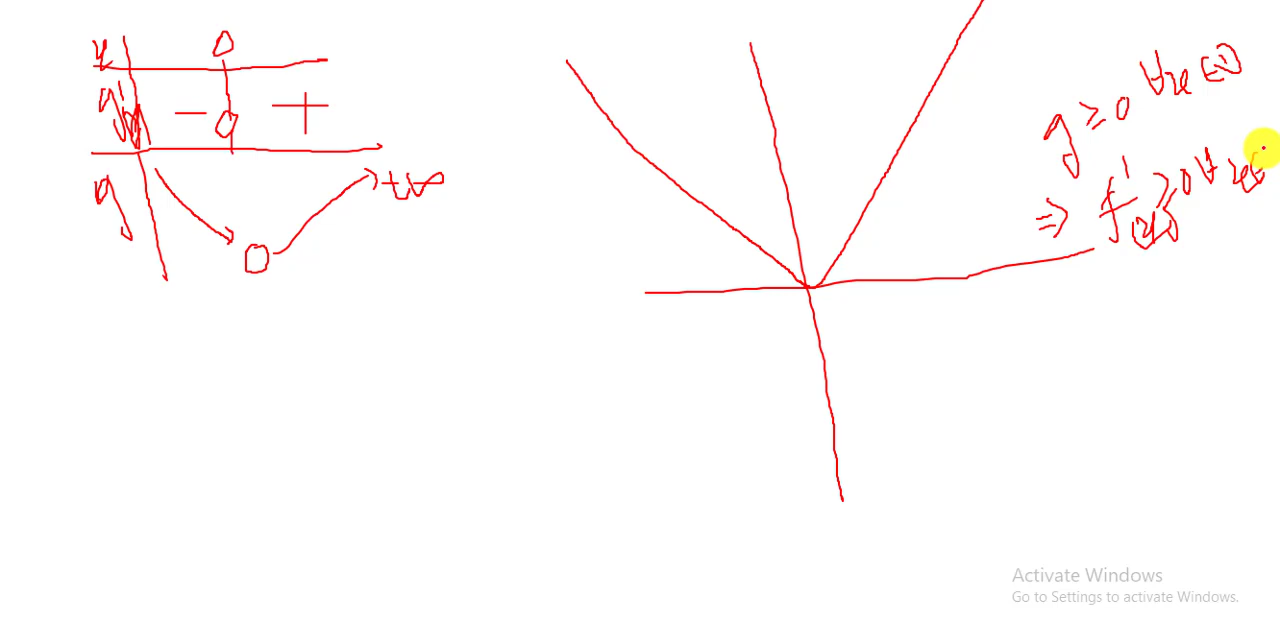 x 0
g' - 0 +
g 0 +∞
g ≥ 0 ∀x
⇒ f'(x) ≥ 0 ∀x
Activate Windows
Go to Settings to activate Windows.